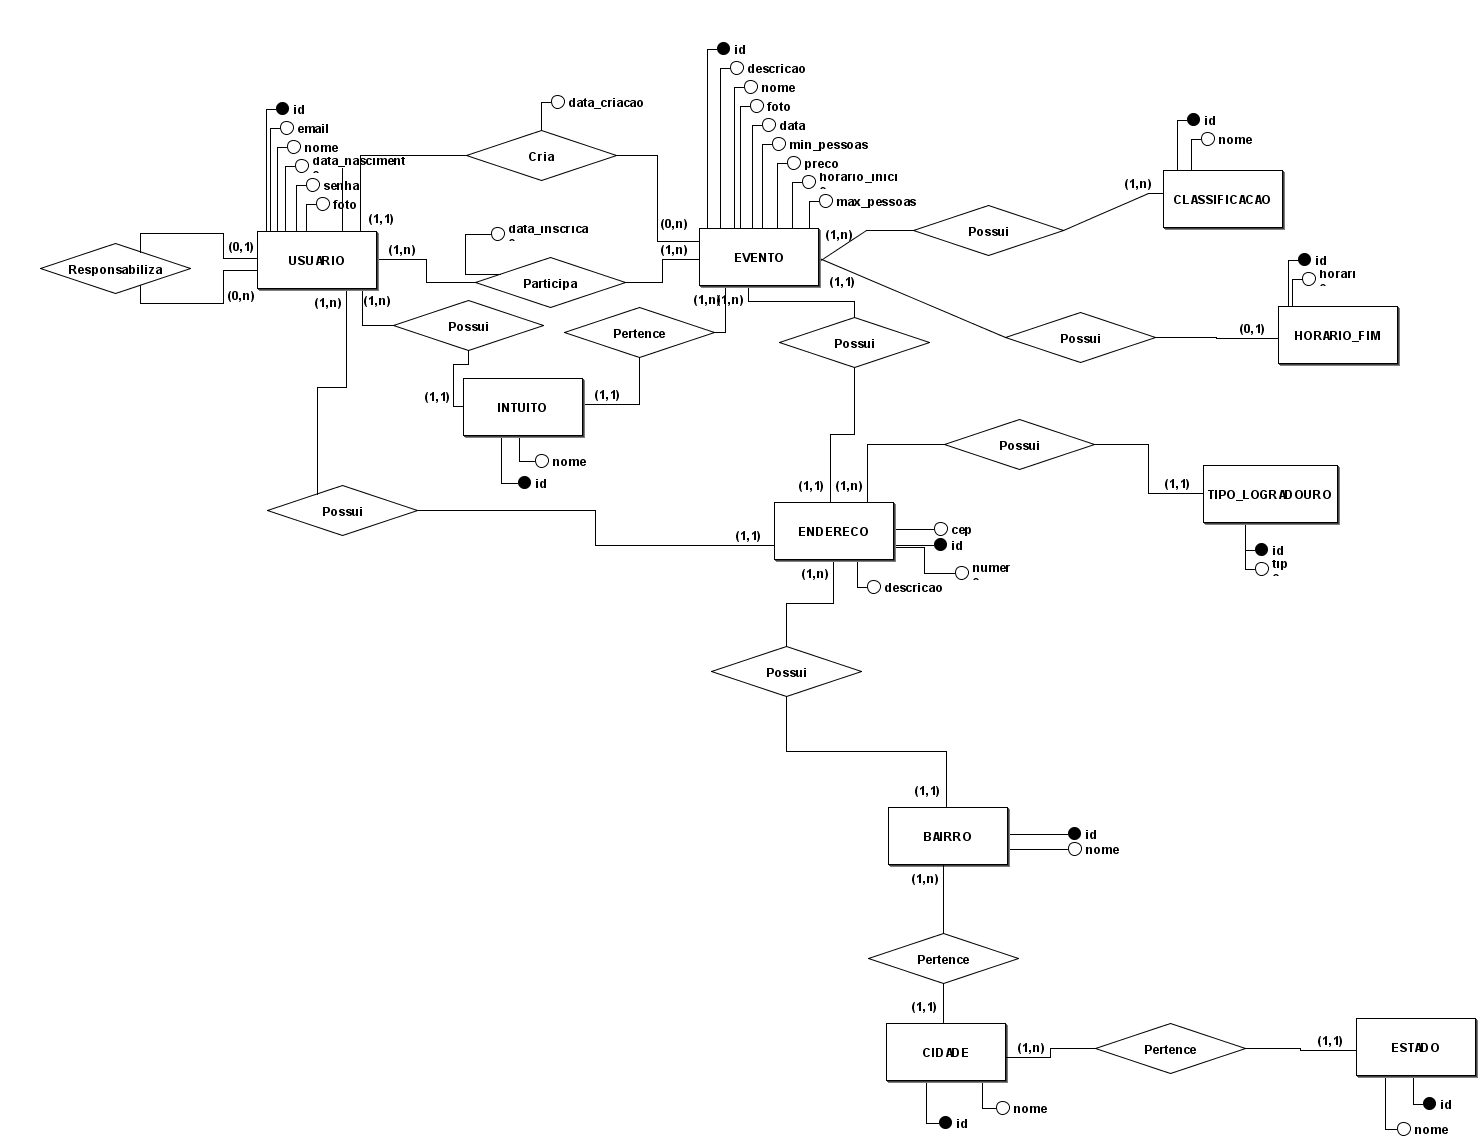 id
descricao
nome
foto
data
min_pessoas
preco
horario_inici
max_pessoas
data_criacao
Cria
id
email
nome
data_nasciment
senha
foto
(1,1)
(0,n)
id
nome
(1,n)
CLASSIFICACAO
Possui
(1,n)
Responsabiliza
(0,1)
(0,n)
USUARIO
(1,n)
data_inscrica
Participa
(1,n)
EVENTO
(1,1)
id
horari
(0,1)
HORARIO_FIM
Possui
(1,n)
(1,n)
Possui
Pertence
(1,n)
(1,n)
Possui
(1,1)
INTUITO
(1,1)
nome
id
Possui
(1,1)
(1,1)
(1,n)
Possui
(1,1)
TIPO_LOGRADOURO
id
tip
ENDERECO
cep
id
numer
descricao
(1,n)
Possui
(1,1)
BAIRRO
id
nome
(1,n)
Pertence
(1,1)
CIDADE
(1,n)
Pertence
(1,1)
ESTADO
nome
id
id
nome